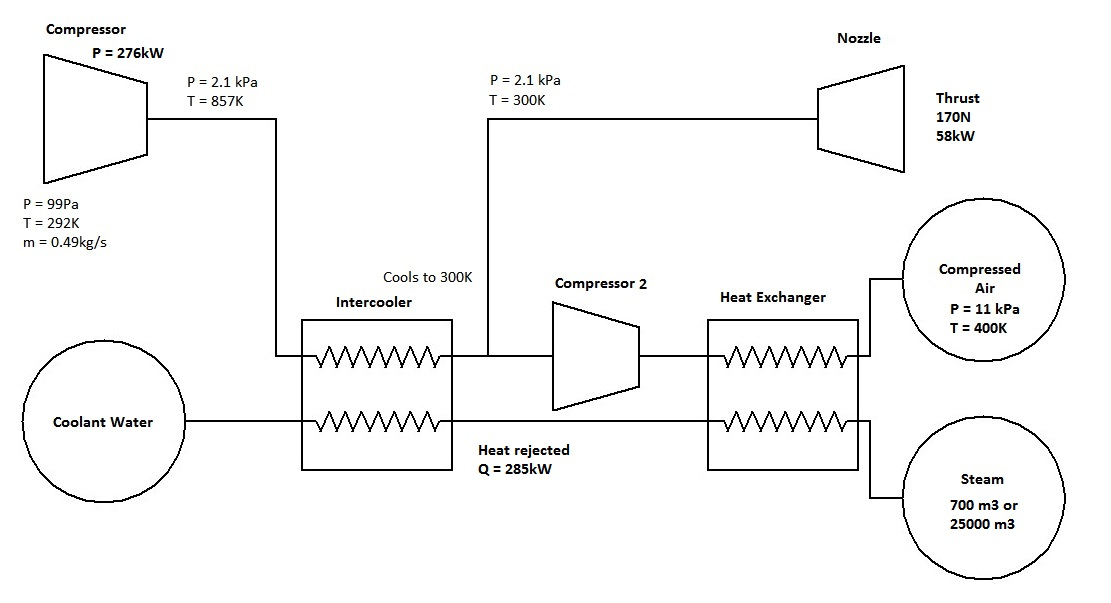 Compressor
P = 276kW
P = 2.1 kPa
T = 857K
P = 99Pa
T = 292K
m = 0.49kg/s
P = 2.1 kPa
T = 300K
Nozzle
Thrust
170N
58kW
Cools to 300K
Intercooler
Compressor 2
Heat Exchanger
Compressed
Air
P = 11 kPa
T = 400K
Coolant Water
Heat rejected
Q = 285kW
Steam
700 m3 or
25000 m3